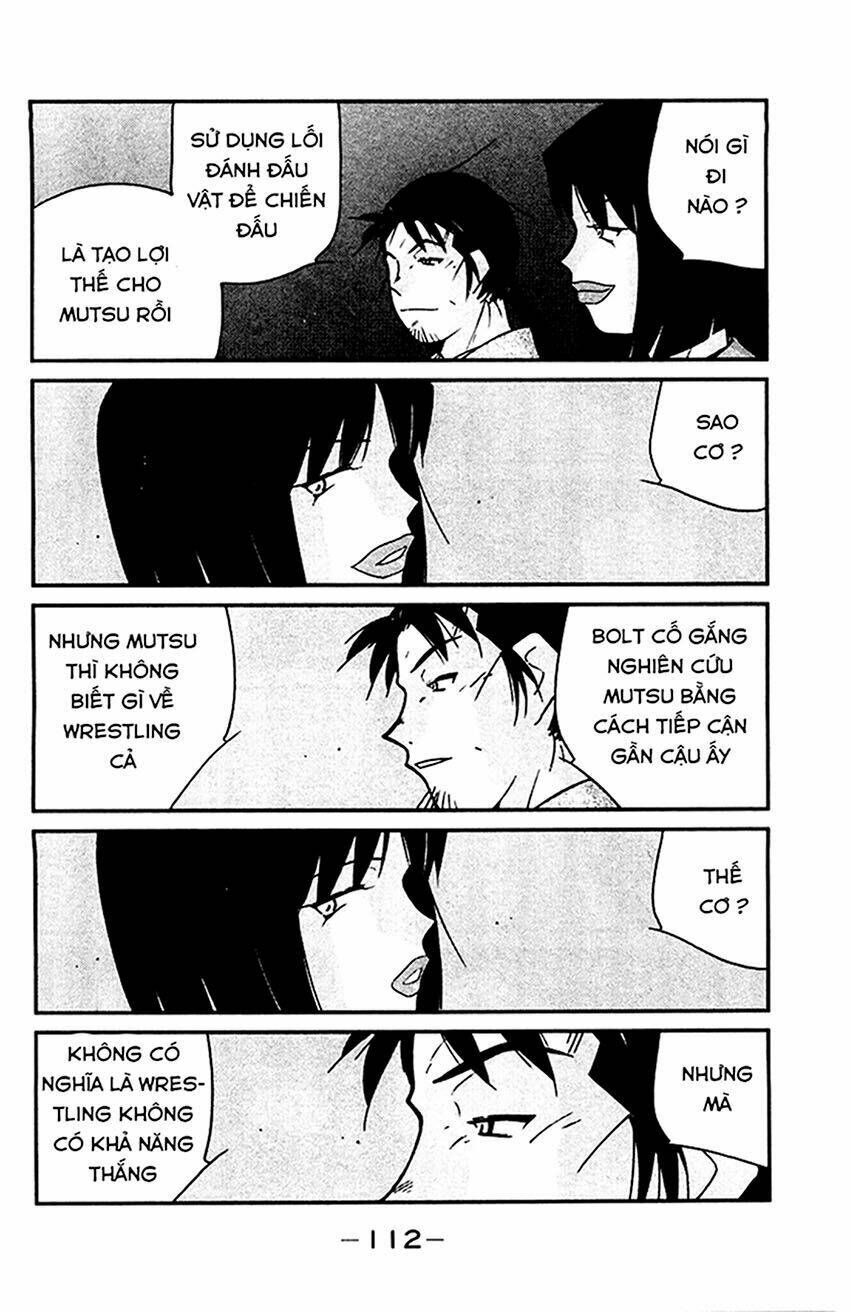 NÓI GÌ
ĐI
NÀO ?
SỬ DỤNG LỐI
ĐÁNH ĐẤU
VẬT ĐỂ CHIẾN
ĐẤU
LÀ TẠO LỢI
THẾ CHO
MUTSU RỒI
SAO
CƠ ?
BOLT CỐ GẮNG
NGHIÊN CỨU
MUTSU BẰNG
CÁCH TIẾP CẬN
GẦN CẬU ẤY
NHƯNG MUTSU
THÌ KHÔNG
BIẾT GÌ VỀ
WRESTLING
CẢ
THẾ
CƠ ?
NHƯNG
MÀ
KHÔNG CÓ
NGHĨA LÀ WRES-
TLING KHÔNG
CÓ KHẢ NĂNG
THẮNG
-112-